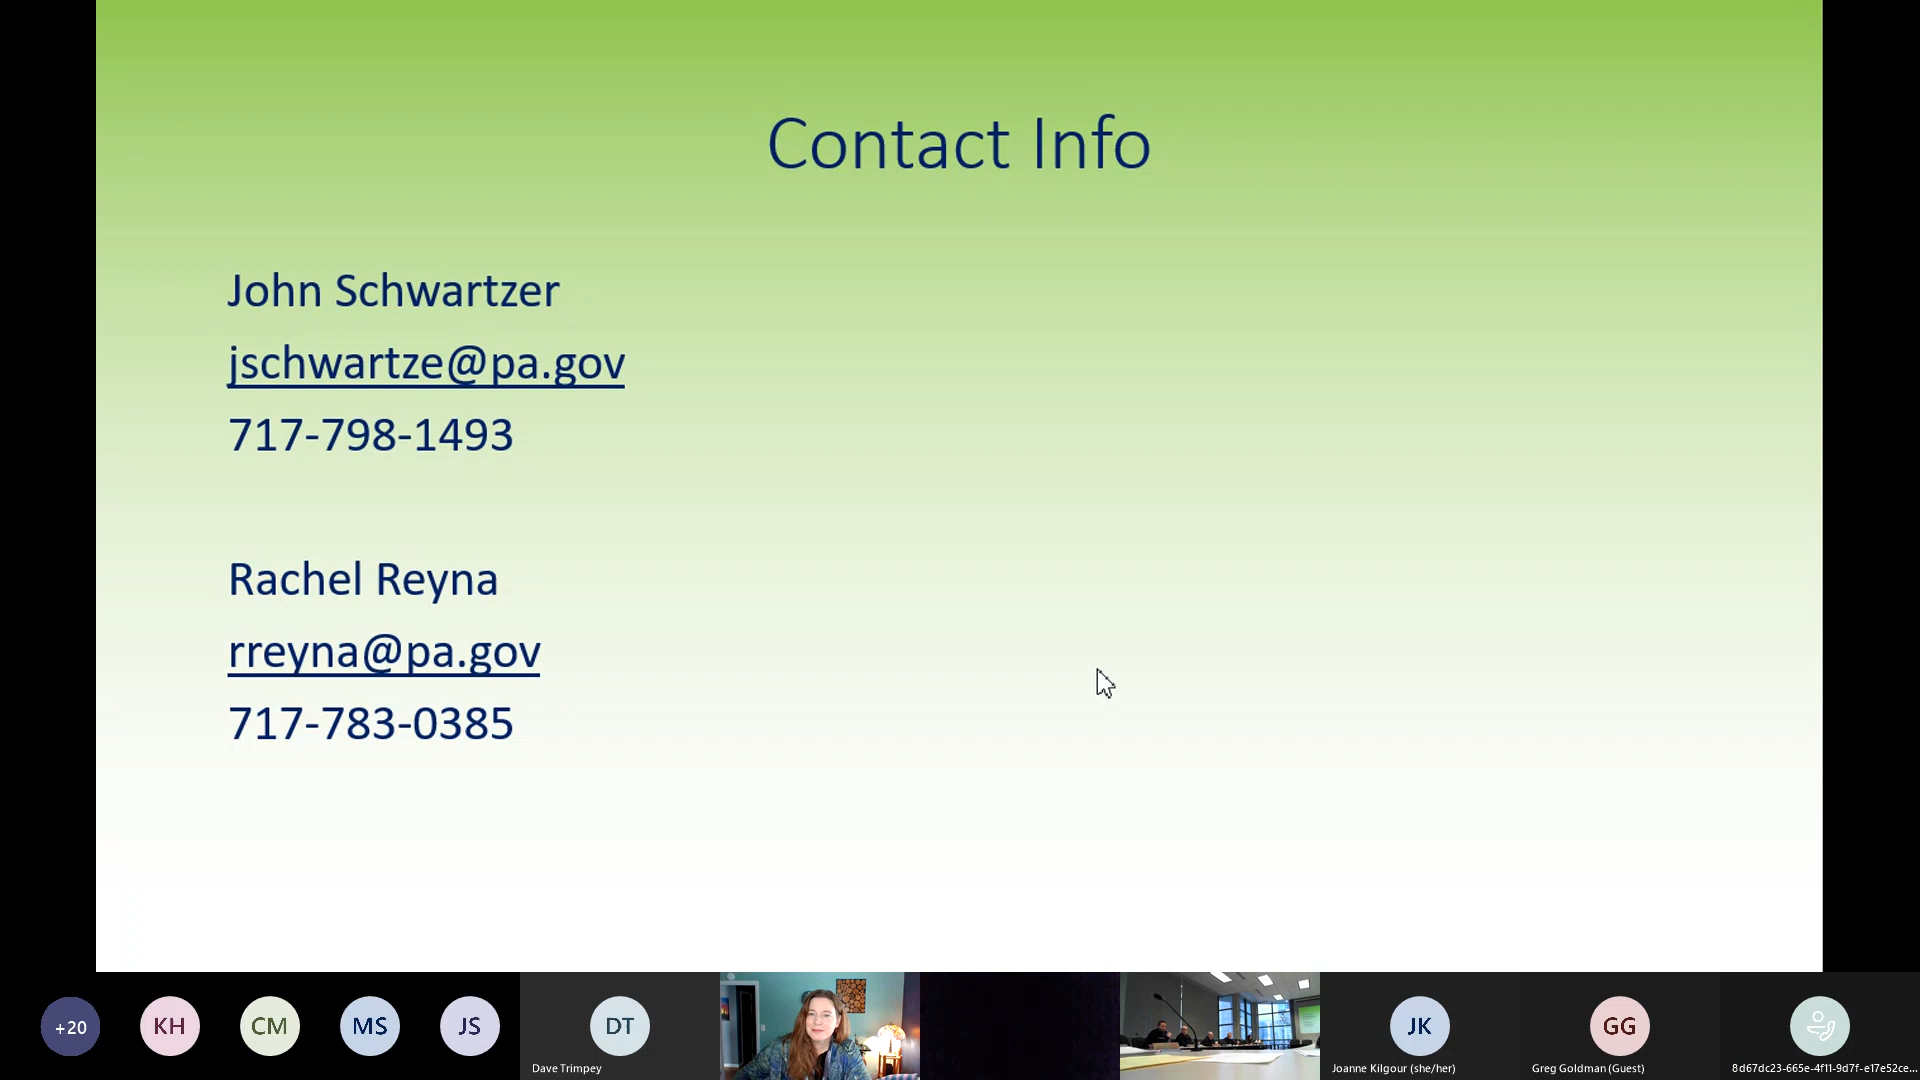 Contact Info
John Schwartzer
jschwartze@pa.gov
717-798-1493
Rachel Reyna
rreyna@pa.gov
717-783-0385
+20
KH
CM
MS
JS
DT
Dave Trimpey
JK
Joanne Kilgour (she/her)
GG
Greg Goldman (Guest)
8d67dc23-665e-4f11-9d7f-e17e52ce...